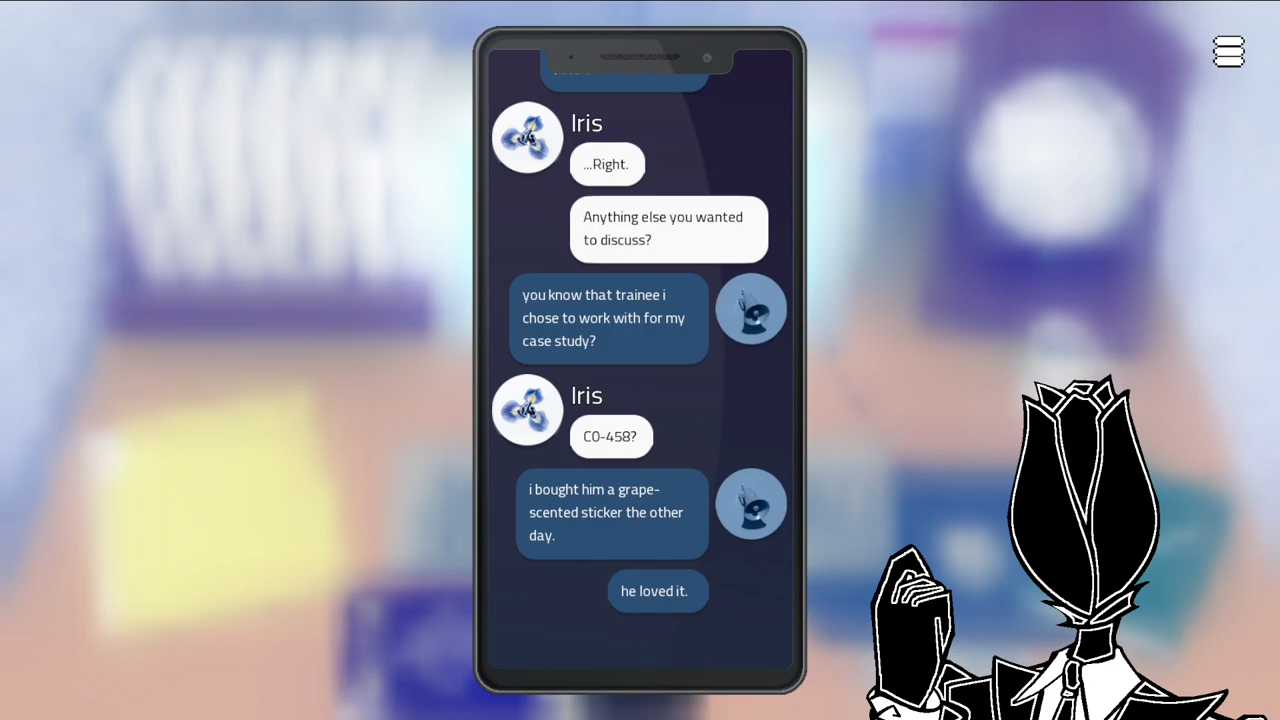 Iris
...Right.
Anything else you wanted
to discuss?
you know that trainee i
chose to work with for my
case study?
Iris
C0-458?
i bought him a grape-
scented sticker the other
day.
he loved it.